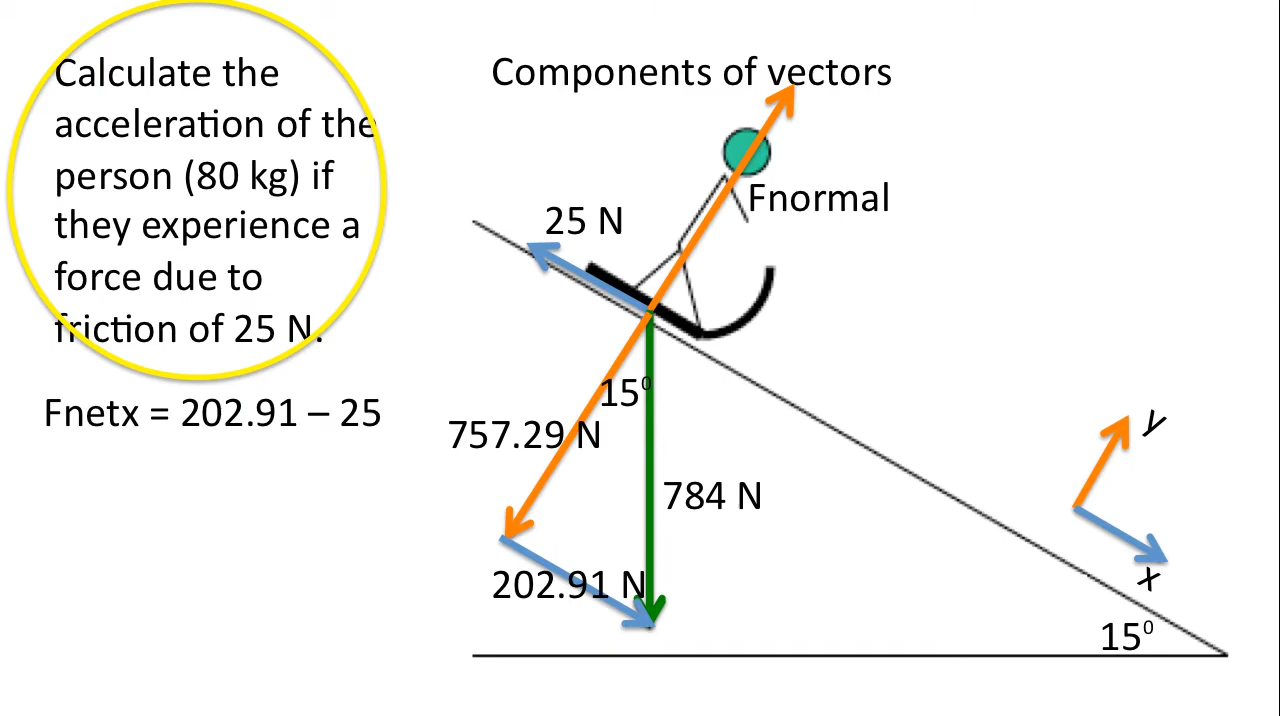 Calculate the
acceleration of the
person (80 kg) if
they experience a
force due to
friction of 25 N.
Fnetx = 202.91 – 25
Components of vectors
Fnormal
25 N
15⁰
757.29 N
784 N
202.91 N
y
x
15⁰